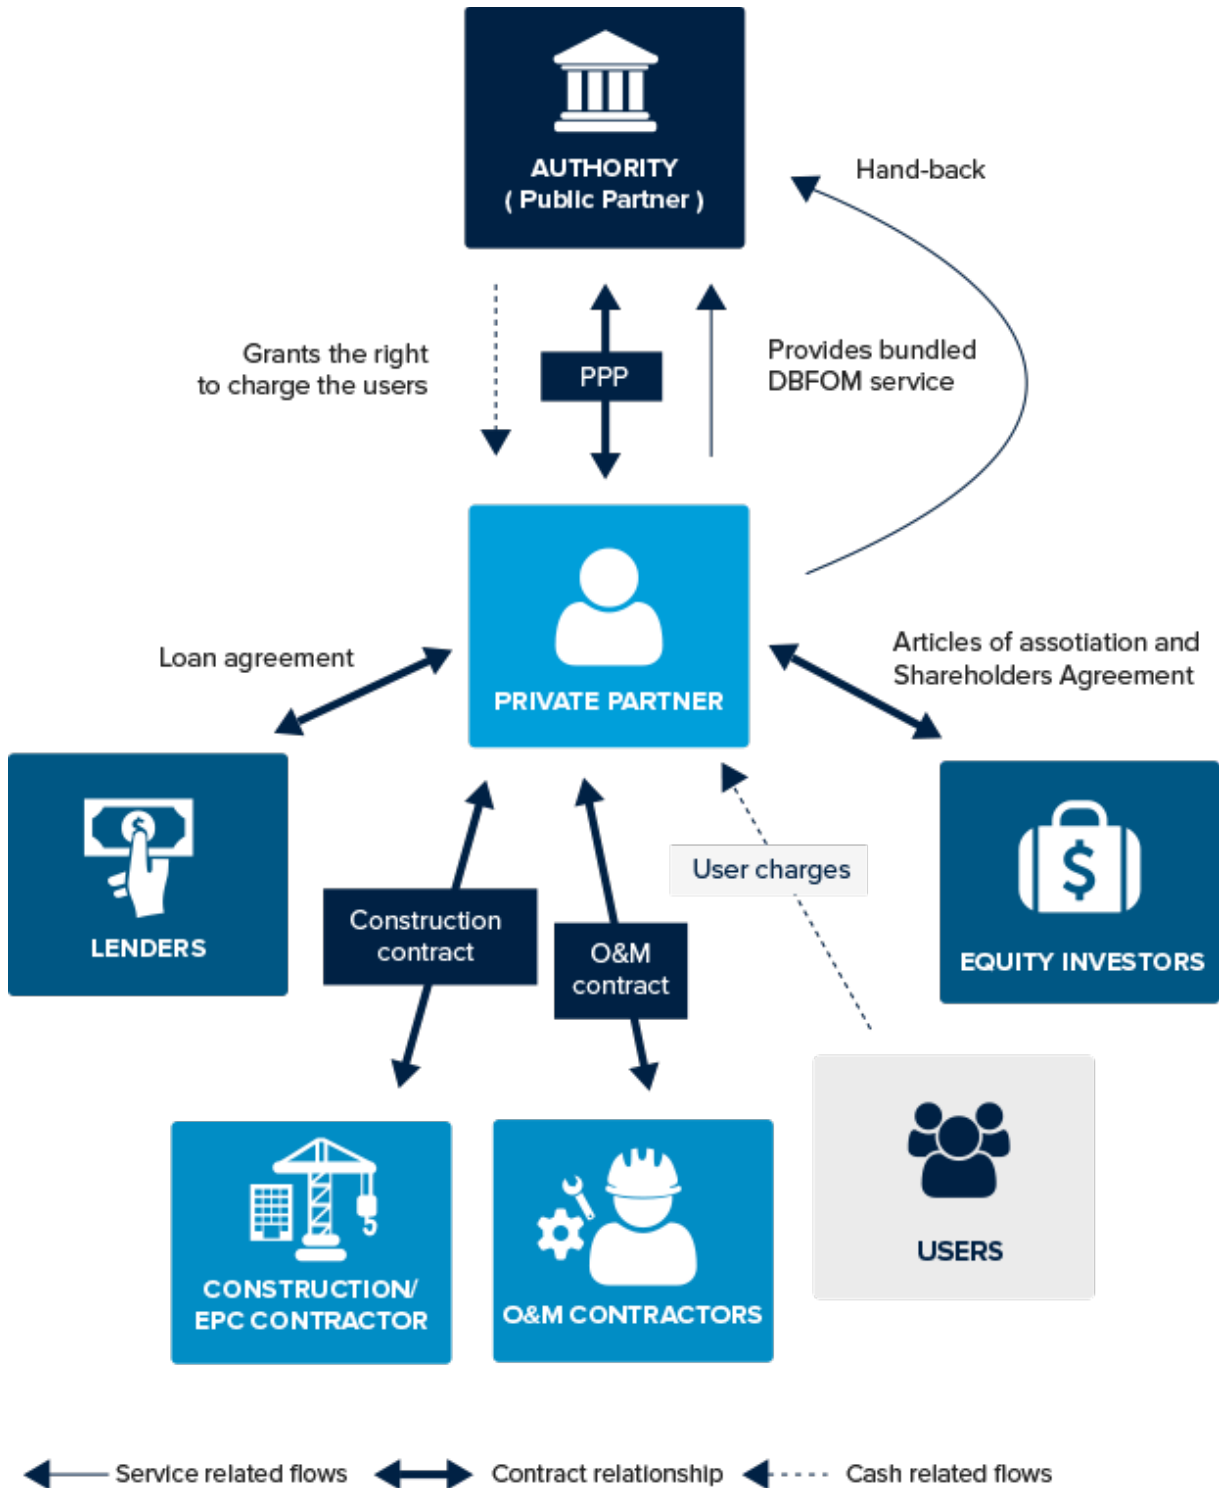 AUTHORITY
( Public Partner )
Hand-back
Grants the right
to charge the users
PPP
Provides bundled
DBFOM service
PRIVATE PARTNER
Loan agreement
Articles of assotiation and
Shareholders Agreement
LENDERS
$
Construction
contract
O&M
contract
User charges
$
EQUITY INVESTORS
CONSTRUCTION/
EPC CONTRACTOR
O&M CONTRACTORS
USERS
Service related flows
Contract relationship
Cash related flows